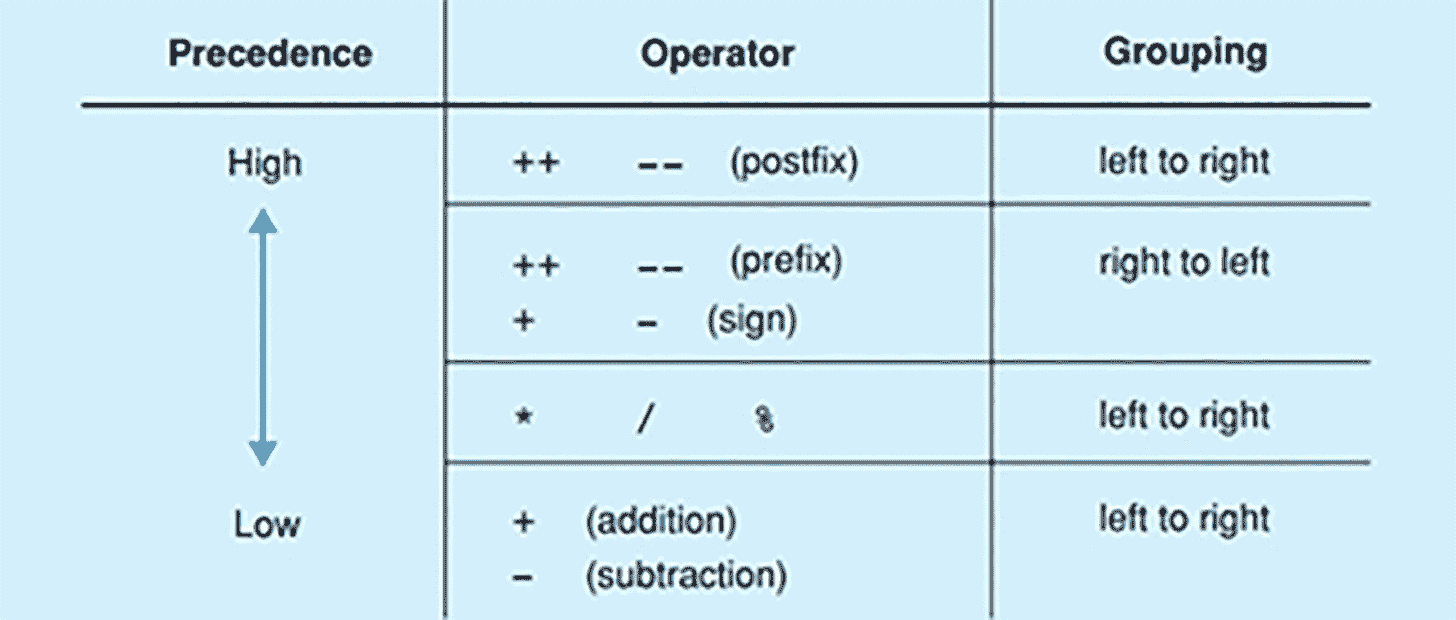 Precedence Operator Grouping
High ++ -- (postfix) left to right
++ -- (prefix) right to left
+ - (sign)
* / % left to right
Low + (addition) left to right
- (subtraction)